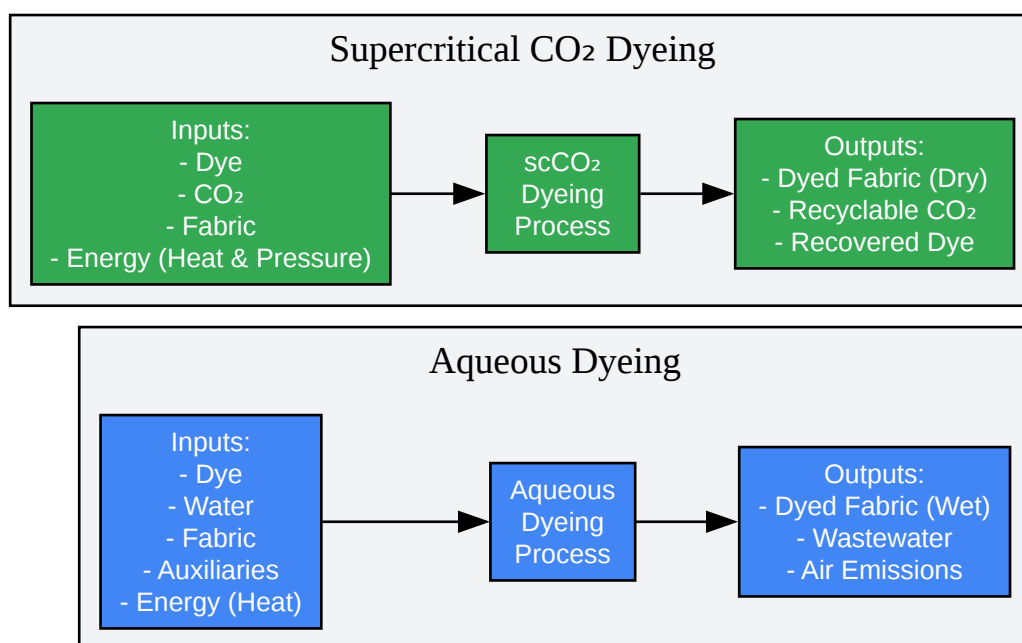 Supercritical CO₂ Dyeing
Inputs:
- Dye
- CO₂
- Fabric
- Energy (Heat & Pressure)
scCO₂
Dyeing
Process
Outputs:
- Dyed Fabric (Dry)
- Recyclable CO₂
- Recovered Dye
Aqueous Dyeing
Inputs:
- Dye
- Water
- Fabric
- Auxiliaries
- Energy (Heat)
Aqueous
Dyeing
Process
Outputs:
- Dyed Fabric (Wet)
- Wastewater
- Air Emissions